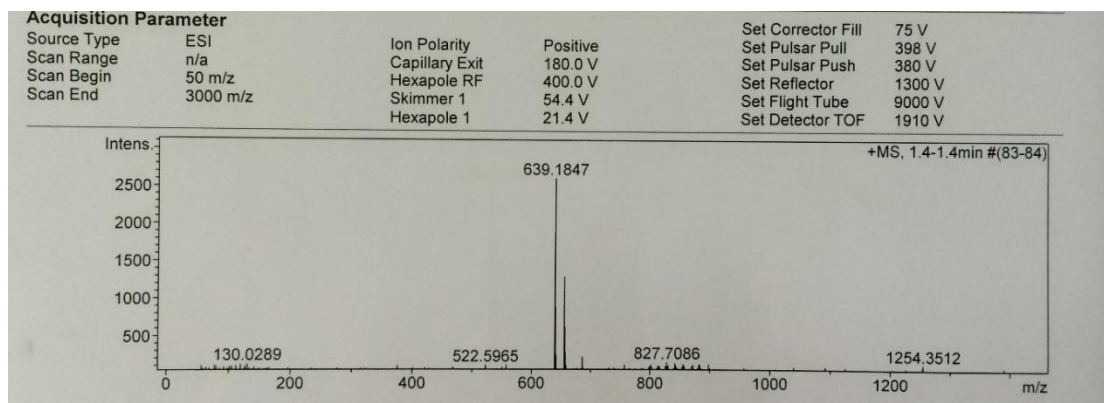 Acquisition Parameter
Source Type ESI Ion Polarity Positive Set Corrector Fill 75 V
Scan Range n/a Capillary Exit 180.0 V Set Pulsar Pull 398 V
Scan Begin 50 m/z Hexapole RF 400.0 V Set Pulsar Push 380 V
Scan End 3000 m/z Skimmer 1 54.4 V Set Reflector 1300 V
Hexapole 1 21.4 V Set Flight Tube 9000 V
Set Detector TOF 1910 V
Intens.
+MS, 1.4-1.4min #(83-84)
639.1847
2500
2000
1500
1000
500
130.0289 522.5965 827.7086 1254.3512
0 200 400 600 800 1000 1200 m/z